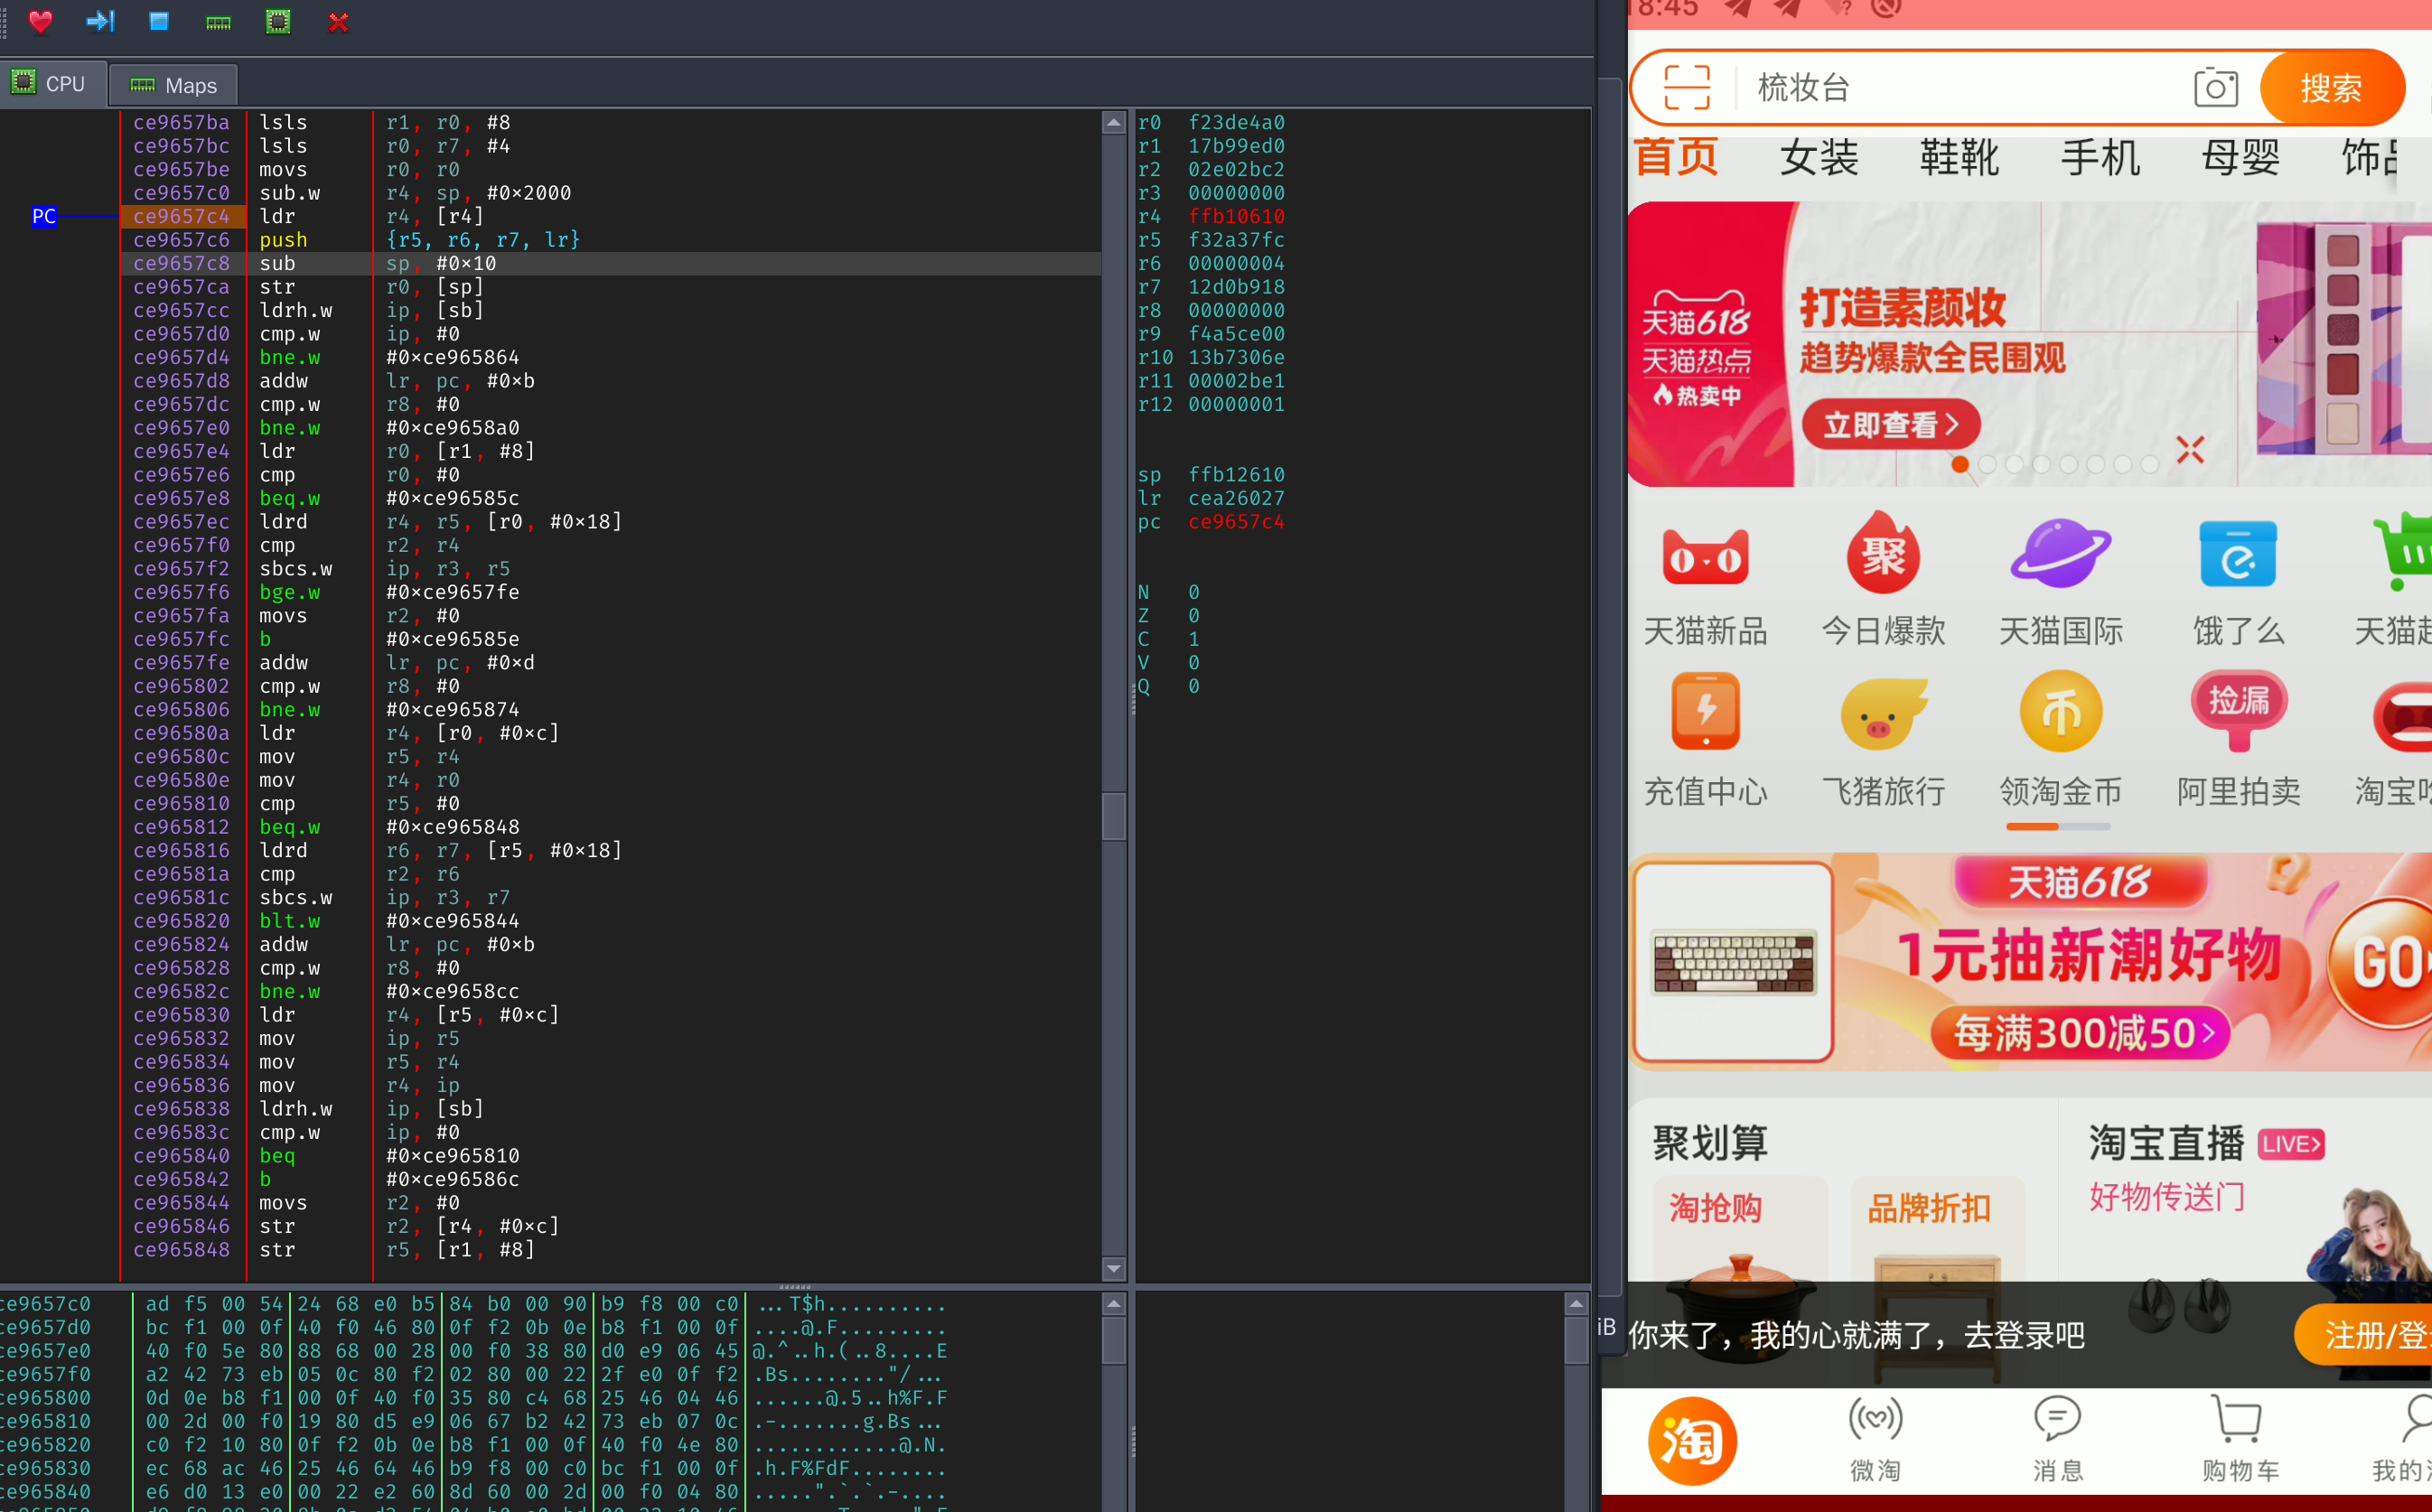 CPU
Maps
ce9657ba lsls r1, r0, #8
ce9657bc lsls r0, r7, #4
ce9657be movs r0, r0
ce9657c0 sub.w r4, sp, #0×2000
PC ce9657c4 ldr r4, [r4]
ce9657c6 push {r5, r6, r7, lr}
ce9657c8 sub sp, #0×10
ce9657ca str r0, [sp]
ce9657cc ldrh.w ip, [sb]
ce9657d0 cmp.w ip, #0
ce9657d4 bne.w #0×ce965864
ce9657d8 addw lr, pc, #0×b
ce9657dc cmp.w r8, #0
ce9657e0 bne.w #0×ce9658a0
ce9657e4 ldr r0, [r1, #8]
ce9657e6 cmp r0, #0
ce9657e8 beq.w #0×ce96585c
ce9657ec ldrd r4, r5, [r0, #0×18]
ce9657f0 cmp r2, r4
ce9657f2 sbcs.w ip, r3, r5
ce9657f6 bge.w #0×ce9657fe
ce9657fa movs r2, #0
ce9657fc b #0×ce96585e
ce9657fe addw lr, pc, #0×d
ce965802 cmp.w r8, #0
ce965806 bne.w #0×ce965874
ce96580a ldr r4, [r0, #0×c]
ce96580c mov r5, r4
ce96580e mov r4, r0
ce965810 cmp r5, #0
ce965812 beq.w #0×ce965848
ce965816 ldrd r6, r7, [r5, #0×18]
ce96581a cmp r2, r6
ce96581c sbcs.w ip, r3, r7
ce965820 blt.w #0×ce965844
ce965824 addw lr, pc, #0×b
ce965828 cmp.w r8, #0
ce96582c bne.w #0×ce9658cc
ce965830 ldr r4, [r5, #0×c]
ce965832 mov ip, r5
ce965834 mov r5, r4
ce965836 mov r4, ip
ce965838 ldrh.w ip, [sb]
ce96583c cmp.w ip, #0
ce965840 beq #0×ce965810
ce965842 b #0×ce96586c
ce965844 movs r2, #0
ce965846 str r2, [r4, #0×c]
ce965848 str r5, [r1, #8]
r0 f23de4a0
r1 17b99ed0
r2 02e02bc2
r3 00000000
r4 ffb10610
r5 f32a37fc
r6 00000004
r7 12d0b918
r8 00000000
r9 f4a5ce00
r10 13b7306e
r11 00002be1
r12 00000001
sp ffb12610
lr cea26027
pc ce9657c4
N 0
Z 0
C 1
V 0
Q 0
ce9657c0 ad f5 00 54 24 68 e0 b5 84 b0 00 90 b9 f8 00 c0 ...T$h..........
ce9657d0 bc f1 00 0f 40 f0 46 80 0f f2 0b 0e b8 f1 00 0f ....@.F.........
ce9657e0 40 f0 5e 80 88 68 00 28 00 f0 38 80 d0 e9 06 45 @.^..h.(..8....E
ce9657f0 a2 42 73 eb 05 0c 80 f2 02 80 00 22 2f e0 0f f2 .Bs........"/...
ce965800 0d 0e b8 f1 00 0f 40 f0 35 80 c4 68 25 46 04 46 ......@.5..h%F.F
ce965810 00 2d 00 f0 19 80 d5 e9 06 67 b2 42 73 eb 07 0c .-.......g.Bs...
ce965820 c0 f2 10 80 0f f2 0b 0e b8 f1 00 0f 40 f0 4e 80 ............@.N.
ce965830 ec 68 ac 46 25 46 64 46 b9 f8 00 c0 bc f1 00 0f .h.F%FdF........
ce965840 e6 d0 13 e0 00 22 e2 60 8d 60 00 2d 00 f0 04 80 .....".`.`.-....
iB
18:45
梳妆台
搜索
首页 女装 鞋靴 手机 母婴
天猫618
天猫热点
热卖中
打造素颜妆
趋势爆款全民围观
立即查看>
天猫新品 今日爆款 天猫国际 饿了么 天猫
聚
充值中心 飞猪旅行 领淘金币 阿里拍卖 淘宝
捡漏
天猫618
1元抽新潮好物
每满300减50>
GO
聚划算
淘宝直播 LIVE>
好物传送门
淘抢购 品牌折扣
你来了，我的心就满了，去登录吧
注册/登
淘
微淘 消息 购物车 我的